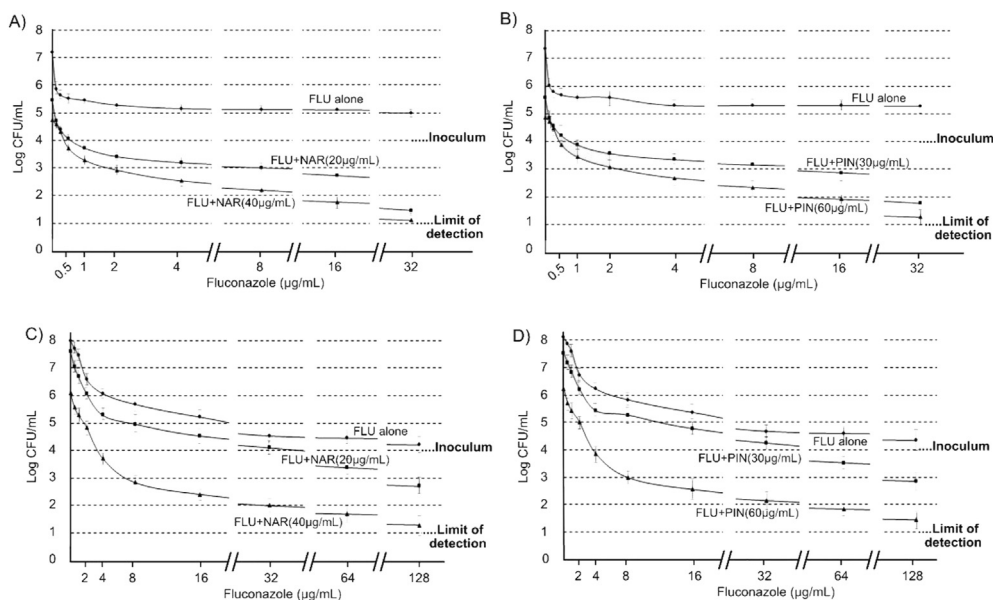 A)
8
7
6
5
4
3
2
1
0
Log CFU/mL
FLU alone
Inoculum
FLU+NAR(20µg/mL)
FLU+NAR(40µg/mL)
Limit of
detection
0.5 1 2 4 8 16 32
Fluconazole (µg/mL)
B)
8
7
6
5
4
3
2
1
0
Log CFU/mL
FLU alone
Inoculum
FLU+PIN(30µg/mL)
FLU+PIN(60µg/mL)
Limit of
detection
0.5 1 2 4 8 16 32
Fluconazole (µg/mL)
C)
8
7
6
5
4
3
2
1
0
Log CFU/mL
FLU alone
Inoculum
FLU+NAR(20µg/mL)
FLU+NAR(40µg/mL)
Limit of
detection
2 4 8 16 32 64 128
Fluconazole (µg/mL)
D)
8
7
6
5
4
3
2
1
0
Log CFU/mL
FLU alone
Inoculum
FLU+PIN(30µg/mL)
FLU+PIN(60µg/mL)
Limit of
detection
2 4 8 16 32 64 128
Fluconazole (µg/mL)